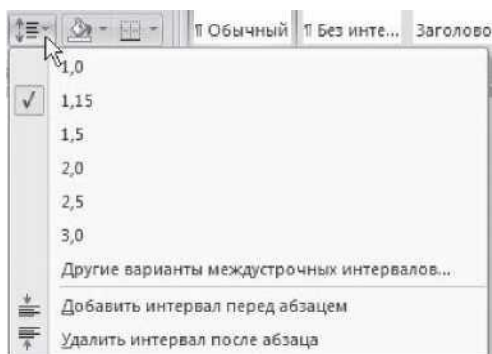 ¶ Обычный ¶ Без инте... Заголово
1,0
1,15
1,5
2,0
2,5
3,0
Другие варианты междустрочных интервалов...
Добавить интервал перед абзацем
Удалить интервал после абзаца